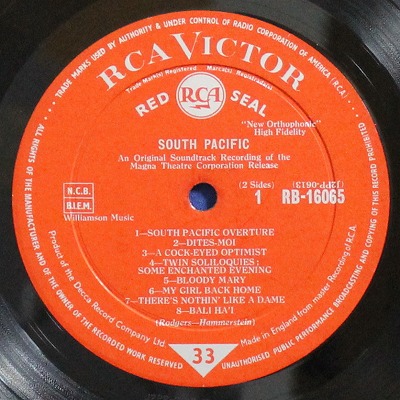 TRADE MARKS USED BY AUTHORITY & UNDER CONTROL OF RADIO CORPORATION OF AMERICA (R.C.A.)
RCA VICTOR
Trade Mark(s) Registered
Marca(s) Registrada(s)
RED RCA SEAL
"New Orthophonic"
High Fidelity
SOUTH PACIFIC
An Original Soundtrack Recording of the
Magna Theatre Corporation Release
N.C.B.
B.I.E.M.
Williamson Music
(2 Sides)
1
(J2PP-0613)
RB-16065
1—SOUTH PACIFIC OVERTURE
2—DITES-MOI
3—A COCK-EYED OPTIMIST
4—TWIN SOLILOQUIES;
SOME ENCHANTED EVENING
5—BLOODY MARY
6—MY GIRL BACK HOME
7—THERE'S NOTHIN' LIKE A DAME
8—BALI HA'I
(Rodgers—Hammerstein)
Product of the Decca Record Company Ltd.
Made in England from master Recording of R.C.A.
33
ALL RIGHTS OF THE MANUFACTURER AND OF THE OWNER OF THE RECORDED WORK RESERVED
UNAUTHORISED PUBLIC PERFORMANCE BROADCASTING AND COPYING OF THIS RECORD PROHIBITED